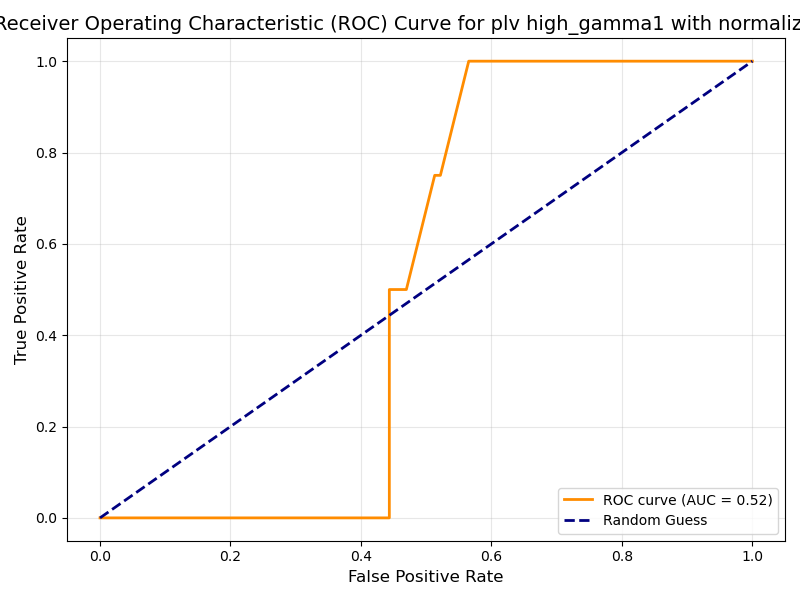 Receiver Operating Characteristic (ROC) Curve for plv high_gamma1 with normaliz
1.0
0.8
0.6
0.4
0.2
0.0
True Positive Rate
ROC curve (AUC = 0.52)
Random Guess
0.0 0.2 0.4 0.6 0.8 1.0
False Positive Rate